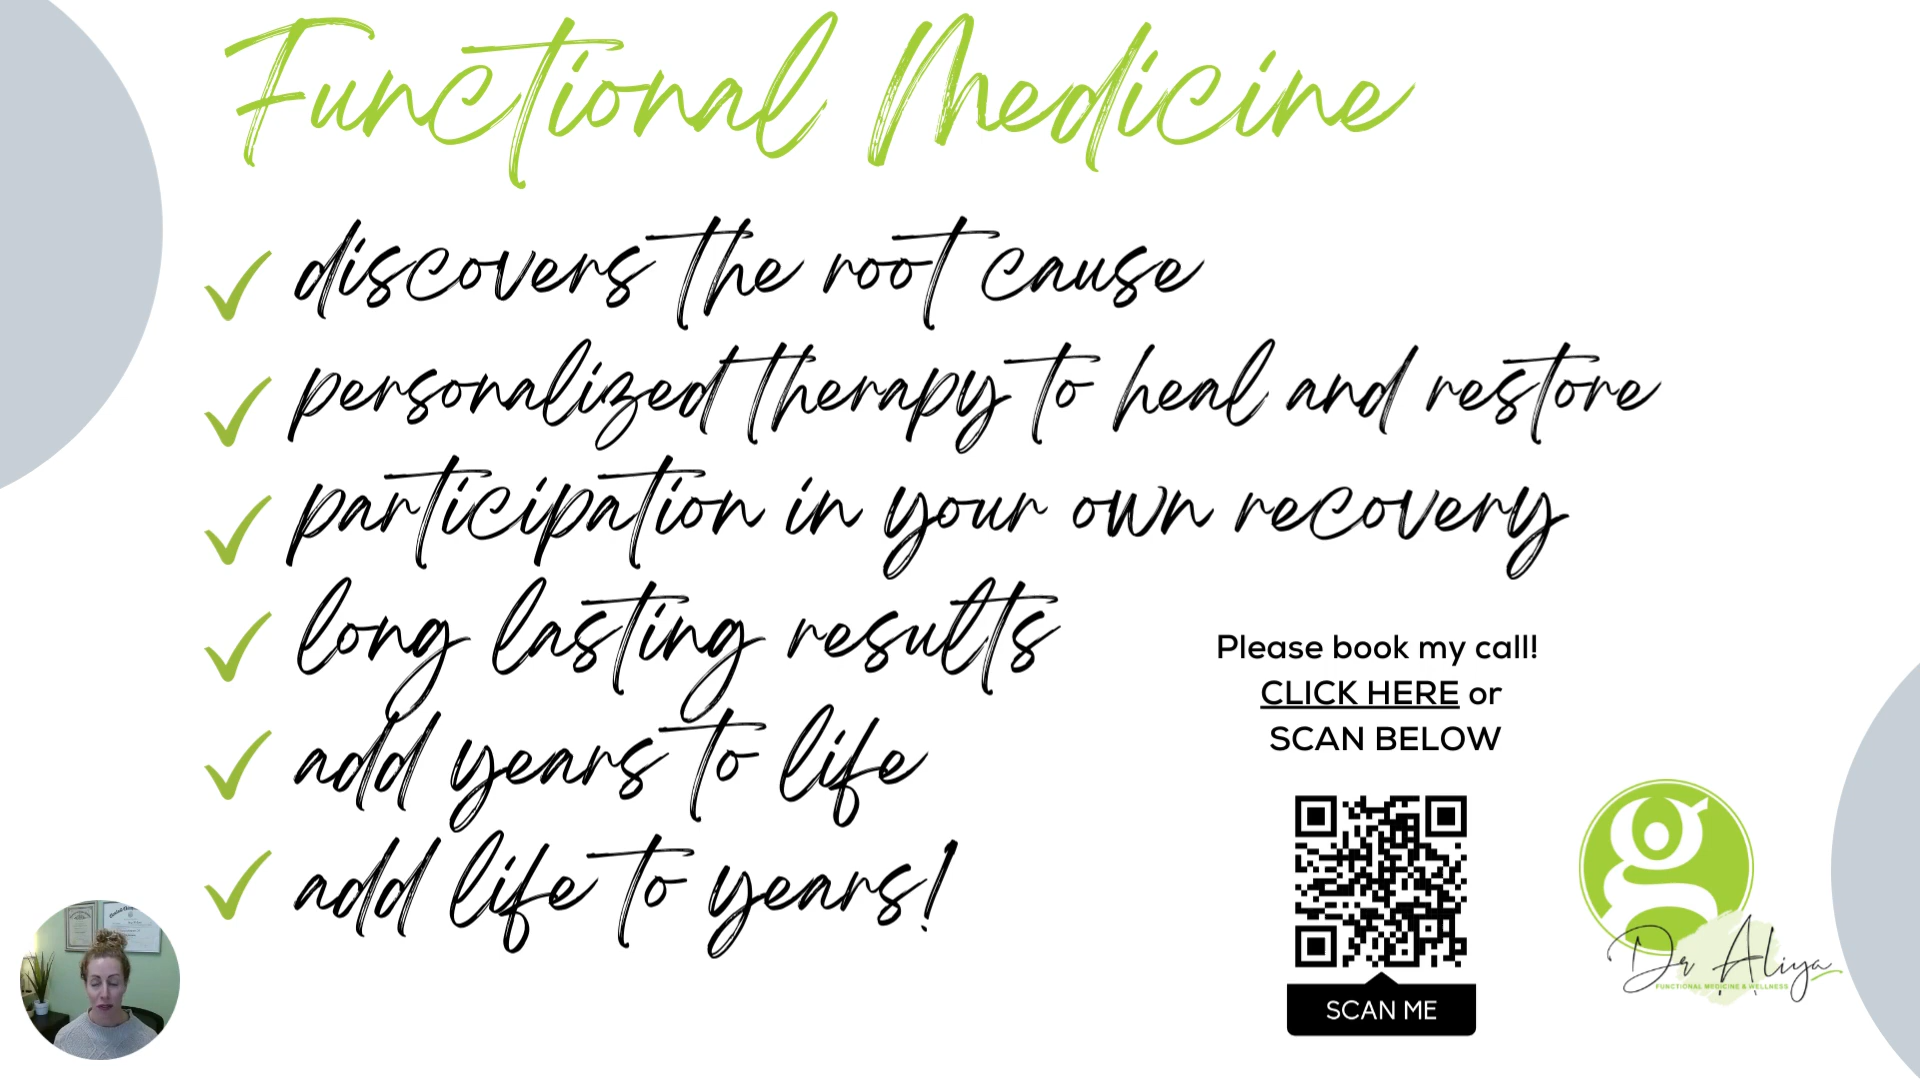 Functional Medicine
discovers the root cause
personalized therapy to heal and restore
participation in your own recovery
long lasting results
add years to life
add life to years!
Please book my call!
CLICK HERE or
SCAN BELOW
SCAN ME
g
Dr Aliya
FUNCTIONAL MEDICINE & WELLNESS